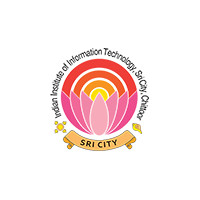 Indian Institute of Information Technology, Sri City, Chittoor
SRI CITY